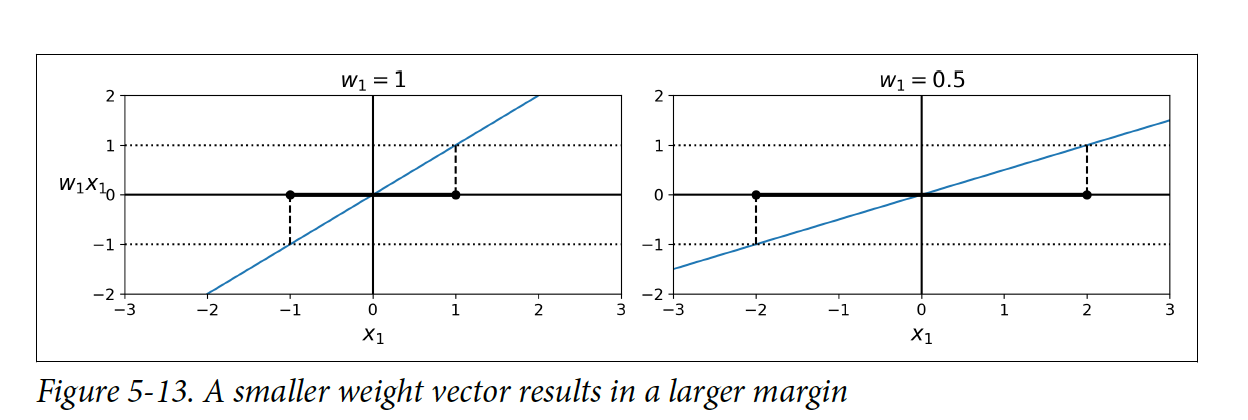 w₁ = 1
w₁ = 0.5
2
1
0
−1
−2
w₁x₁
−3 −2 −1 0 1 2 3
x₁
2
1
0
−1
−2
−3 −2 −1 0 1 2 3
x₁
Figure 5-13. A smaller weight vector results in a larger margin